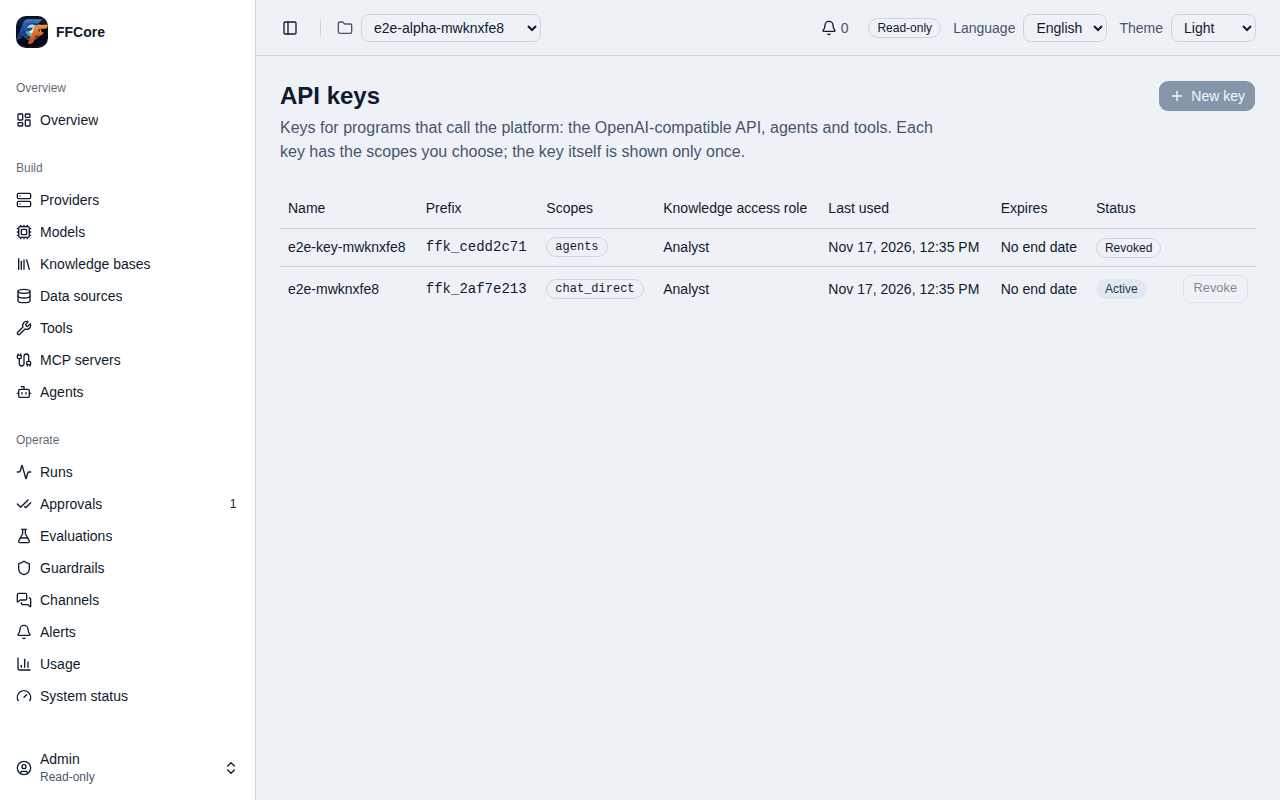 FFCore
e2e-alpha-mwknxfe8
0
Read-only
Language
English
Theme
Light
Overview
Overview
Build
Providers
Models
Knowledge bases
Data sources
Tools
MCP servers
Agents
Operate
Runs
Approvals 1
Evaluations
Guardrails
Channels
Alerts
Usage
System status
Admin
Read-only
API keys
New key
Keys for programs that call the platform: the OpenAI-compatible API, agents and tools. Each
key has the scopes you choose; the key itself is shown only once.
Name Prefix Scopes Knowledge access role Last used Expires Status
e2e-key-mwknxfe8 ffk_cedd2c71 agents Analyst Nov 17, 2026, 12:35 PM No end date Revoked
e2e-mwknxfe8 ffk_2af7e213 chat_direct Analyst Nov 17, 2026, 12:35 PM No end date Active Revoke